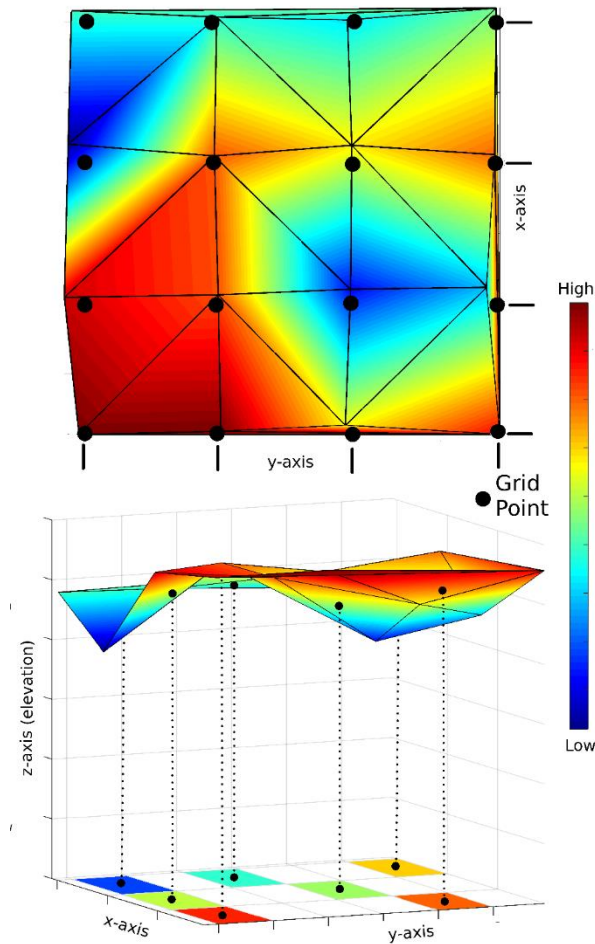 x-axis
High
y-axis
Grid
Point
Low
z-axis (elevation)
x-axis
y-axis